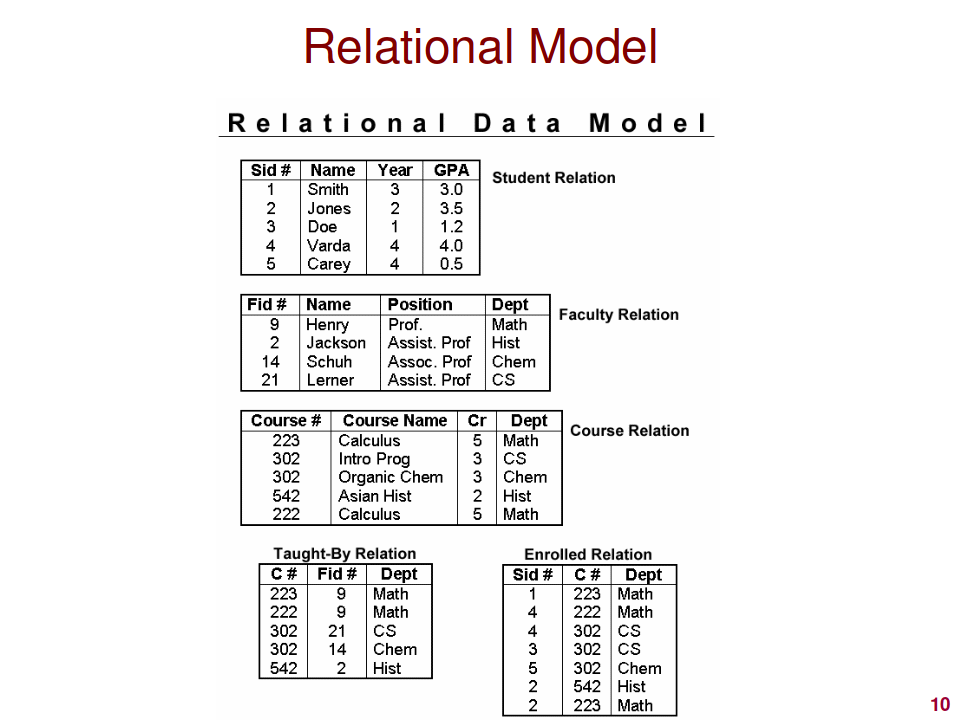 Relational Model
Relational Data Model
Sid # Name Year GPA
Student Relation
1 Smith 3 3.0
2 Jones 2 3.5
3 Doe 1 1.2
4 Varda 4 4.0
5 Carey 4 0.5
Fid # Name Position Dept
Faculty Relation
9 Henry Prof. Math
2 Jackson Assist. Prof Hist
14 Schuh Assoc. Prof Chem
21 Lerner Assist. Prof CS
Course # Course Name Cr Dept
Course Relation
223 Calculus 5 Math
302 Intro Prog 3 CS
302 Organic Chem 3 Chem
542 Asian Hist 2 Hist
222 Calculus 5 Math
Taught-By Relation
C # Fid # Dept
223 9 Math
222 9 Math
302 21 CS
302 14 Chem
542 2 Hist
Enrolled Relation
Sid # C # Dept
1 223 Math
4 222 Math
4 302 CS
3 302 CS
5 302 Chem
2 542 Hist
2 223 Math
10